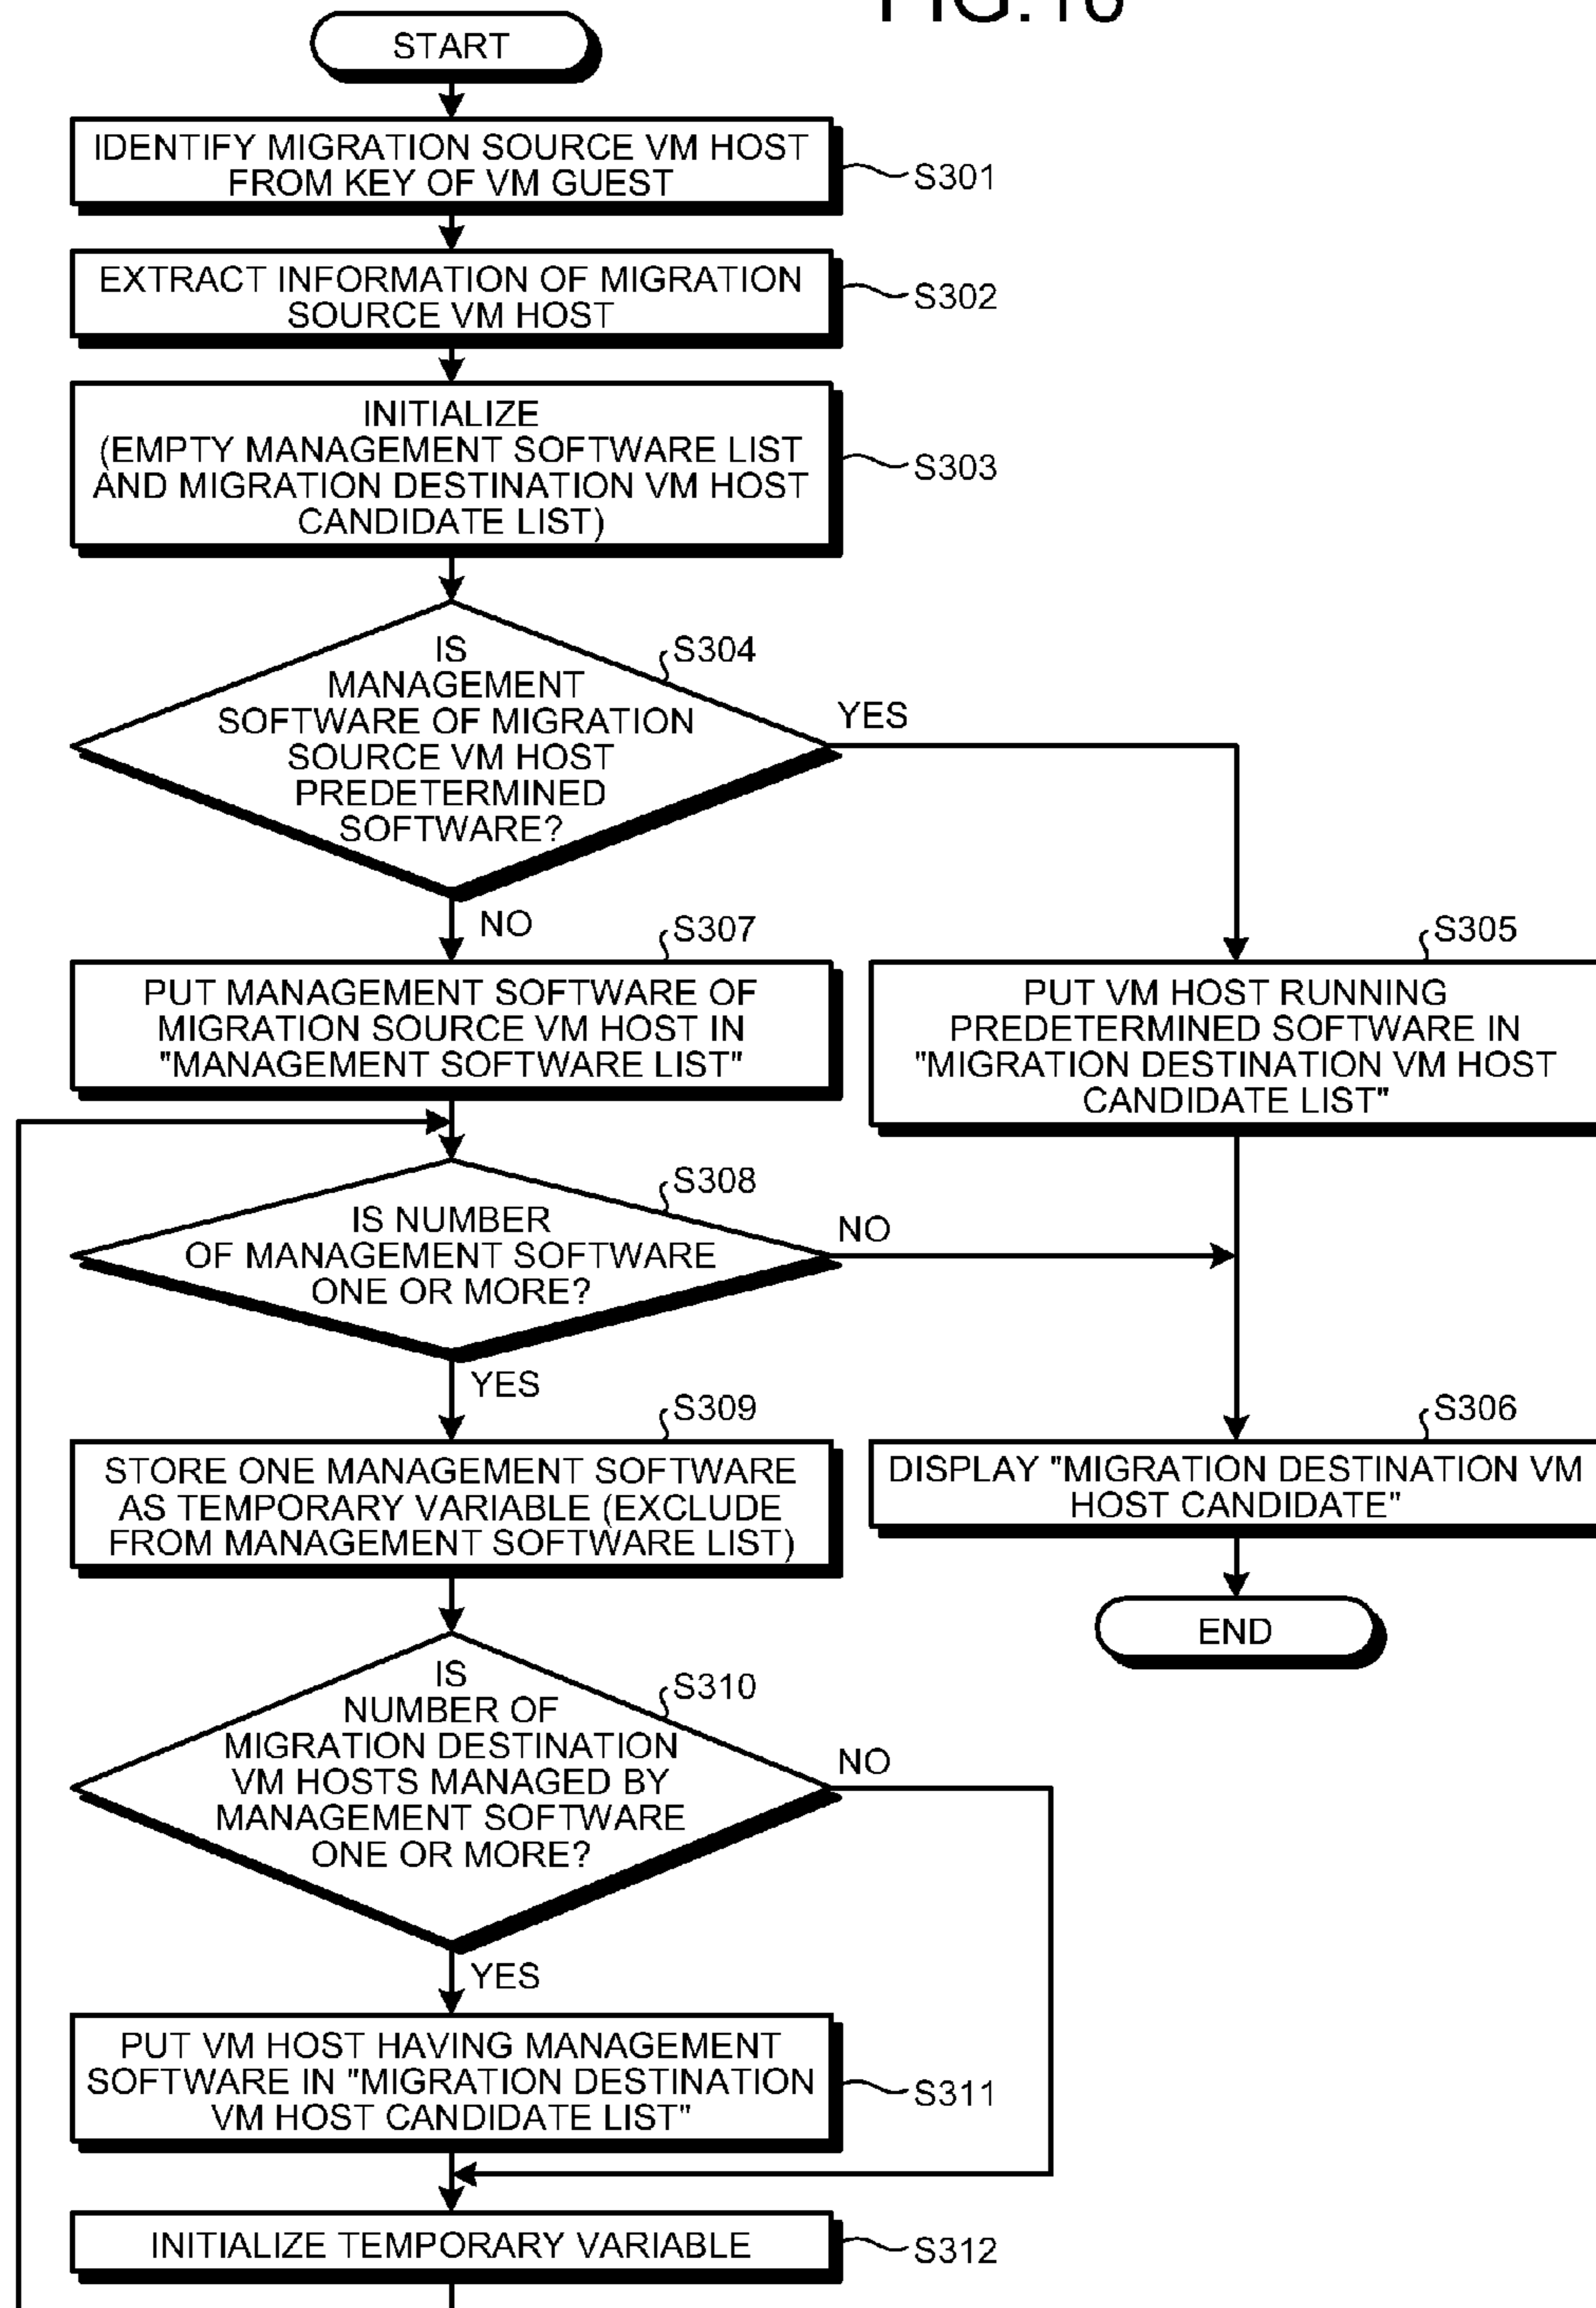 START
IDENTIFY MIGRATION SOURCE VM HOST
FROM KEY OF VM GUEST
S301
EXTRACT INFORMATION OF MIGRATION
SOURCE VM HOST
S302
INITIALIZE
(EMPTY MANAGEMENT SOFTWARE LIST
AND MIGRATION DESTINATION VM HOST
CANDIDATE LIST)
S303
IS
MANAGEMENT
SOFTWARE OF MIGRATION
SOURCE VM HOST
PREDETERMINED
SOFTWARE?
S304
YES
NO
S307
PUT MANAGEMENT SOFTWARE OF
MIGRATION SOURCE VM HOST IN
"MANAGEMENT SOFTWARE LIST"
S305
PUT VM HOST RUNNING
PREDETERMINED SOFTWARE IN
"MIGRATION DESTINATION VM HOST
CANDIDATE LIST"
S308
IS NUMBER
OF MANAGEMENT SOFTWARE
ONE OR MORE?
NO
YES
S309
STORE ONE MANAGEMENT SOFTWARE
AS TEMPORARY VARIABLE (EXCLUDE
FROM MANAGEMENT SOFTWARE LIST)
S306
DISPLAY "MIGRATION DESTINATION VM
HOST CANDIDATE"
END
S310
IS
NUMBER OF
MIGRATION DESTINATION
VM HOSTS MANAGED BY
MANAGEMENT SOFTWARE
ONE OR MORE?
NO
YES
PUT VM HOST HAVING MANAGEMENT
SOFTWARE IN "MIGRATION DESTINATION
VM HOST CANDIDATE LIST"
S311
INITIALIZE TEMPORARY VARIABLE
S312